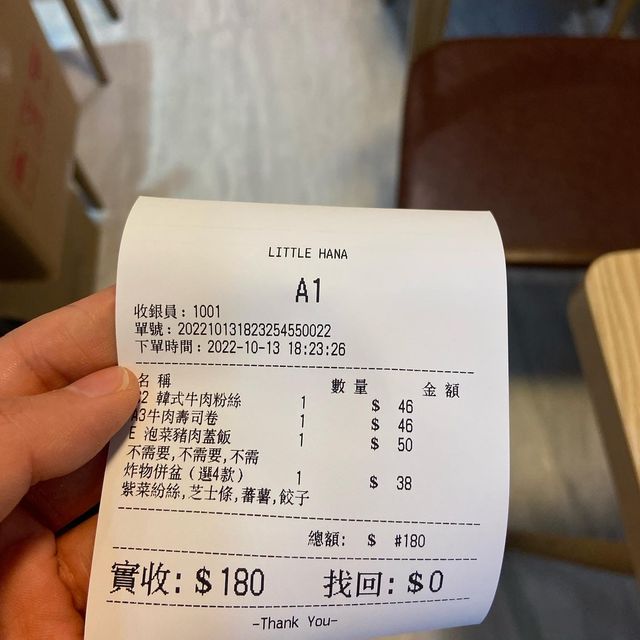 LITTLE HANA
A1
收銀員：1001
單號：202210131823254550022
下單時間：2022-10-13 18:23:26
名稱 數量 金額
2 韓式牛肉粉絲 1 $ 46
A3牛肉壽司卷 1 $ 46
E 泡菜豬肉蓋飯 1 $ 50
不需要,不需要,不需
炸物併盆（選4款） 1 $ 38
紫菜紛絲,芝士條,蕃薯,餃子
總額: $ #180
實收: $180 找回: $0
-Thank You-